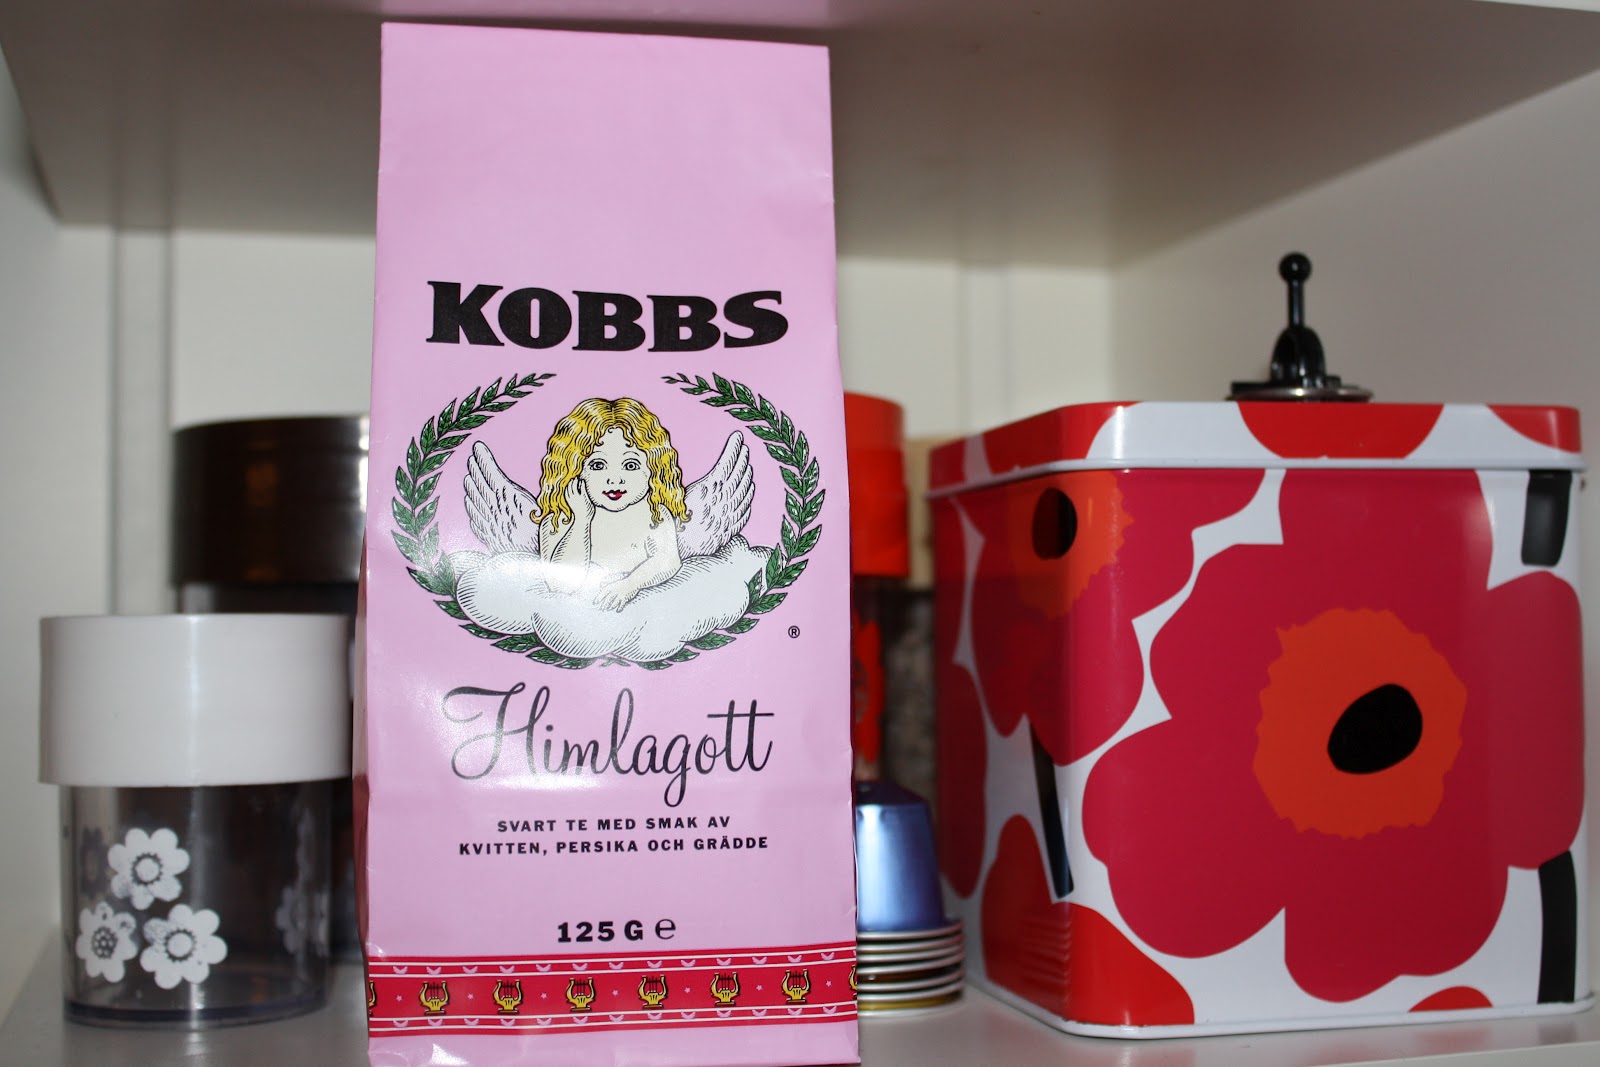 KOBBS
®
Himlagott
SVART TE MED SMAK AV
KVITTEN, PERSIKA OCH GRÄDDE
125 G ℮